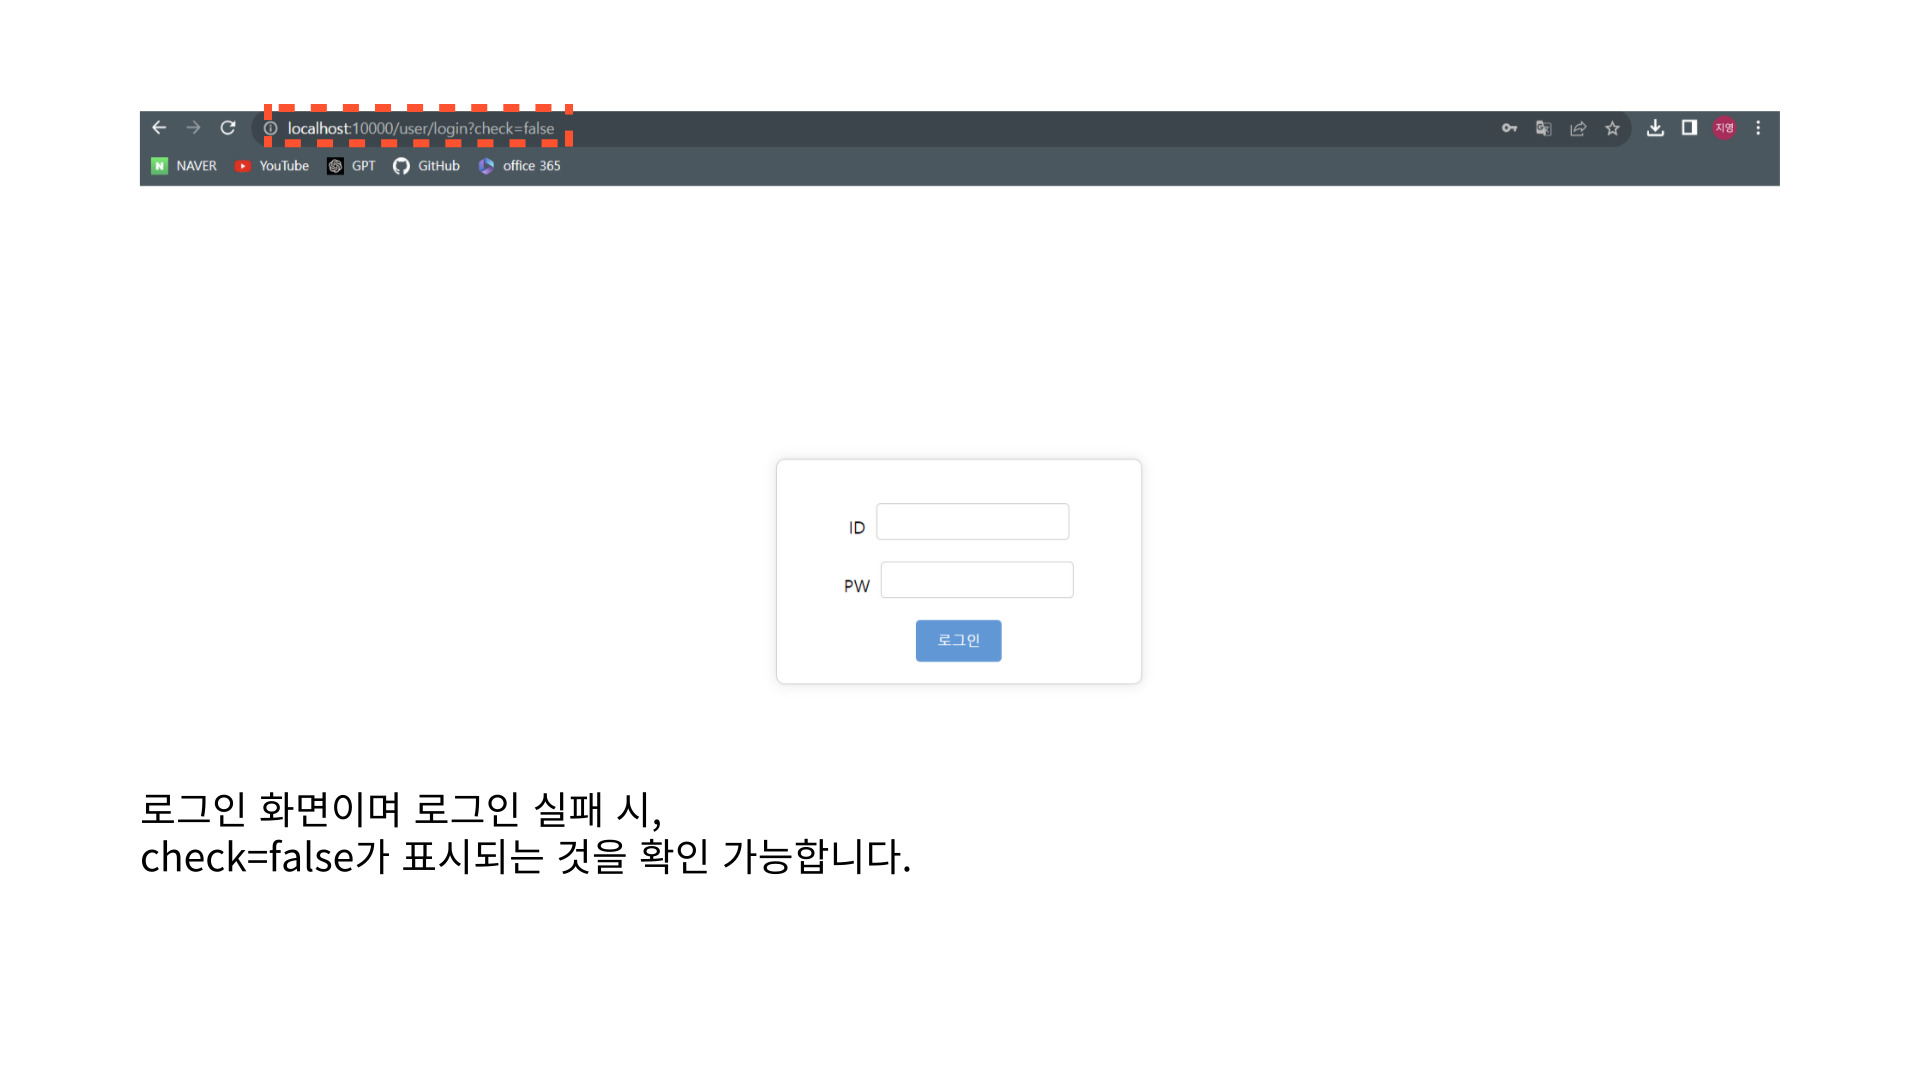 localhost:10000/user/login?check=false
지영
NAVER YouTube GPT GitHub office 365
ID
PW
로그인
로그인 화면이며 로그인 실패 시,
check=false가 표시되는 것을 확인 가능합니다.